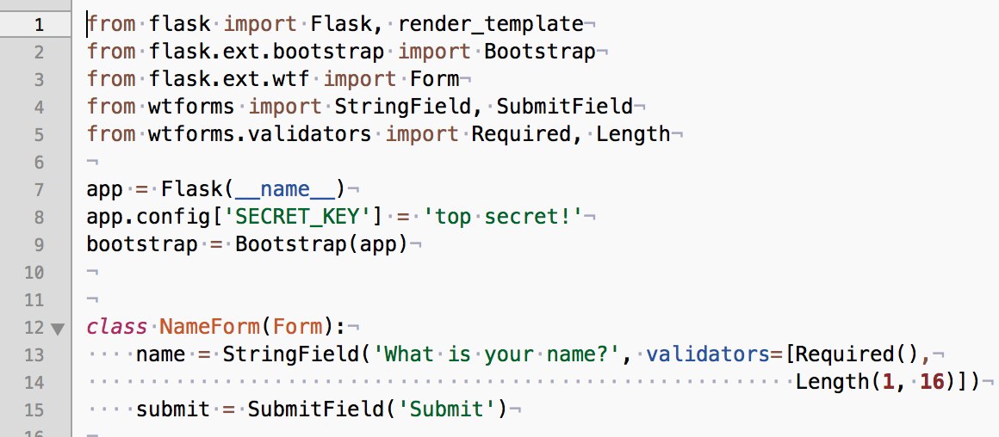 1 from flask import Flask, render_template¬
2 from flask.ext.bootstrap import Bootstrap¬
3 from flask.ext.wtf import Form¬
4 from wtforms import StringField, SubmitField¬
5 from wtforms.validators import Required, Length¬
6 ¬
7 app = Flask(__name__)¬
8 app.config['SECRET_KEY'] = 'top secret!'¬
9 bootstrap = Bootstrap(app)¬
10 ¬
11 ¬
12 class NameForm(Form):¬
13     name = StringField('What is your name?', validators=[Required(),¬
14                                                         Length(1, 16)])¬
15     submit = SubmitField('Submit')¬
16 ¬